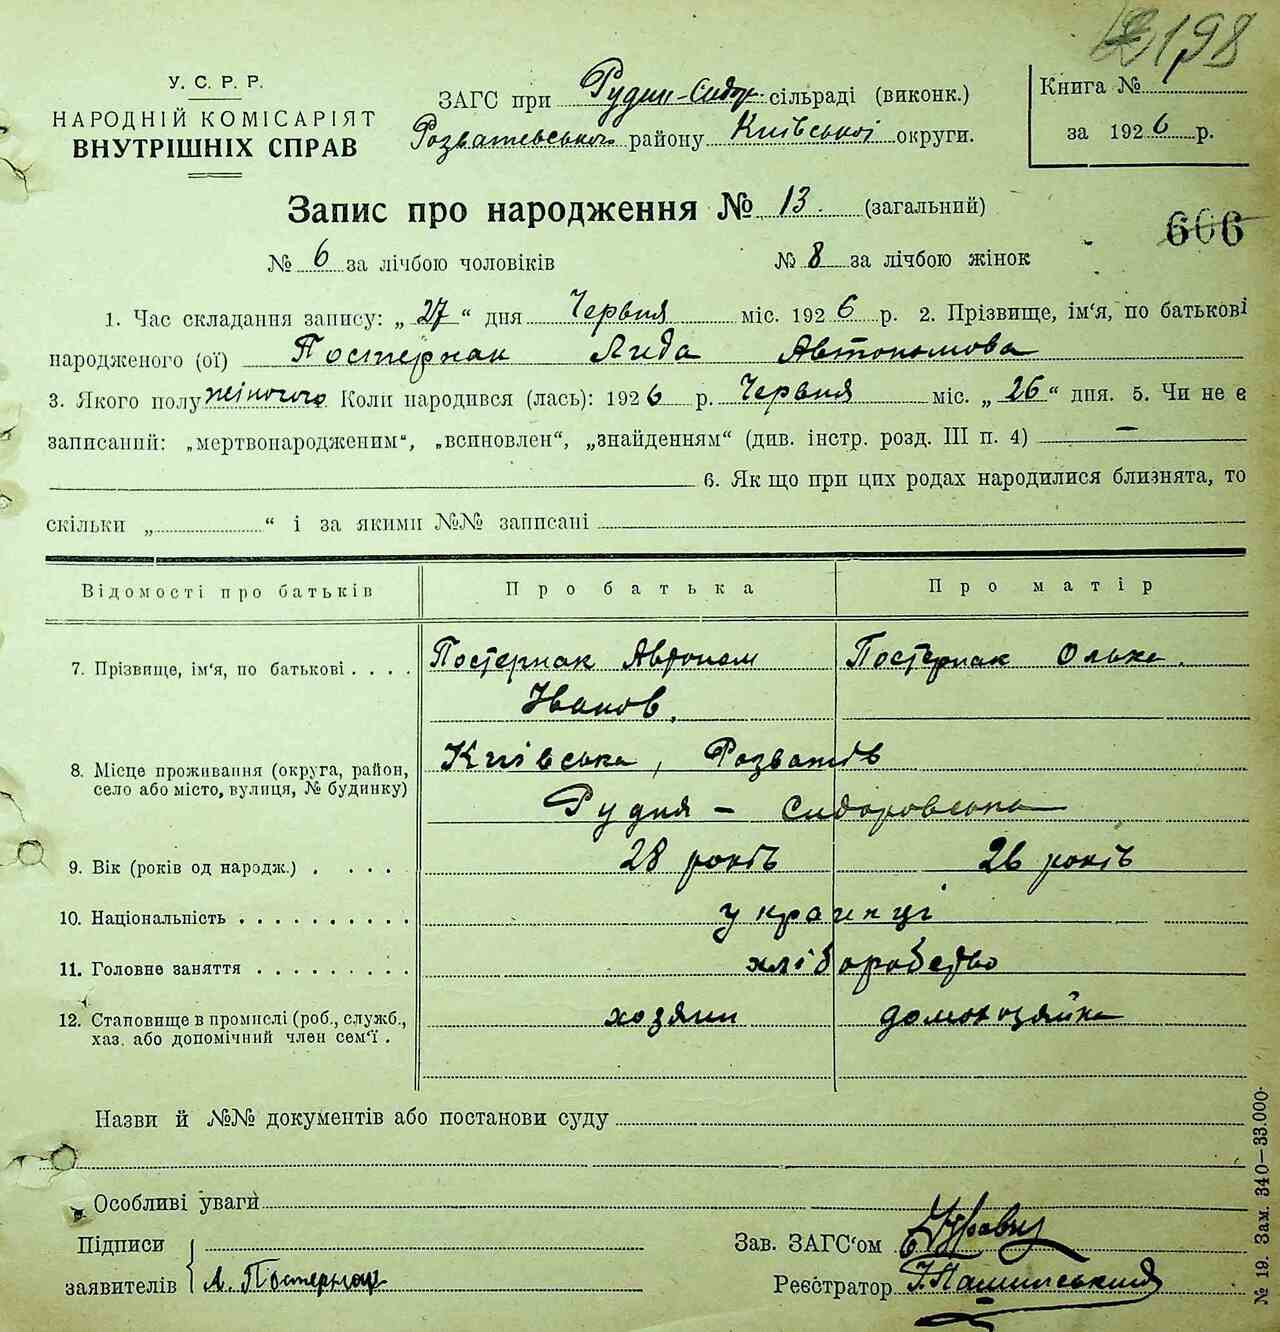 198
У. С. Р. Р.
НАРОДНІЙ КОМІСАРІЯТ
ВНУТРІШНІХ СПРАВ
ЗАГС при Рудни-Сидор. сільраді (виконк.)
Розватевського району Київської округи.
Книга № 1
за 1926 р.
Запис про народження № 13. (загальний)
606
№ 6 за лічбою чоловіків № 8 за лічбою жінок
1. Час складання запису: „27“ дня Червня міс. 1926 р. 2. Прізвище, ім'я, по батькові
народженого (ої) Постернак Лида Автономова
3. Якого полу жіночого Коли народився (лась): 1926 р. Червня міс. „26“ дня. 5. Чи не є
записаний: „мертвонародженим“, „всиновлен“, „знайденням“ (див. інстр. розд. III п. 4) —
6. Як що при цих родах народилися близнята, то
скільки „ “ і за якими №№ записані
Відомості про батьків Про батька Про матір
7. Прізвище, ім'я, по батькові . . . . Постернак Автоном Постернак Ольха.
Іванов.
8. Місце проживання (округа, район, Київська, Розватів
село або місто, вулиця, № будинку)
Рудня - Сидоровська
9. Вік (років од народж.) . . . . . 28 років 26 років
10. Національність . . . . . . . . . . українці
11. Головне заняття . . . . . . . . . хліборобство
12. Становище в промислі (роб., служб., хозяин домохозяйка
хаз. або допомічний член сем'ї .
Назви й №№ документів або постанови суду
Особливі уваги
Підписи
заявителів А. Постернак
Зав. ЗАГС'ом
Реєстратор
№ 19. Зам. 340—33.000.